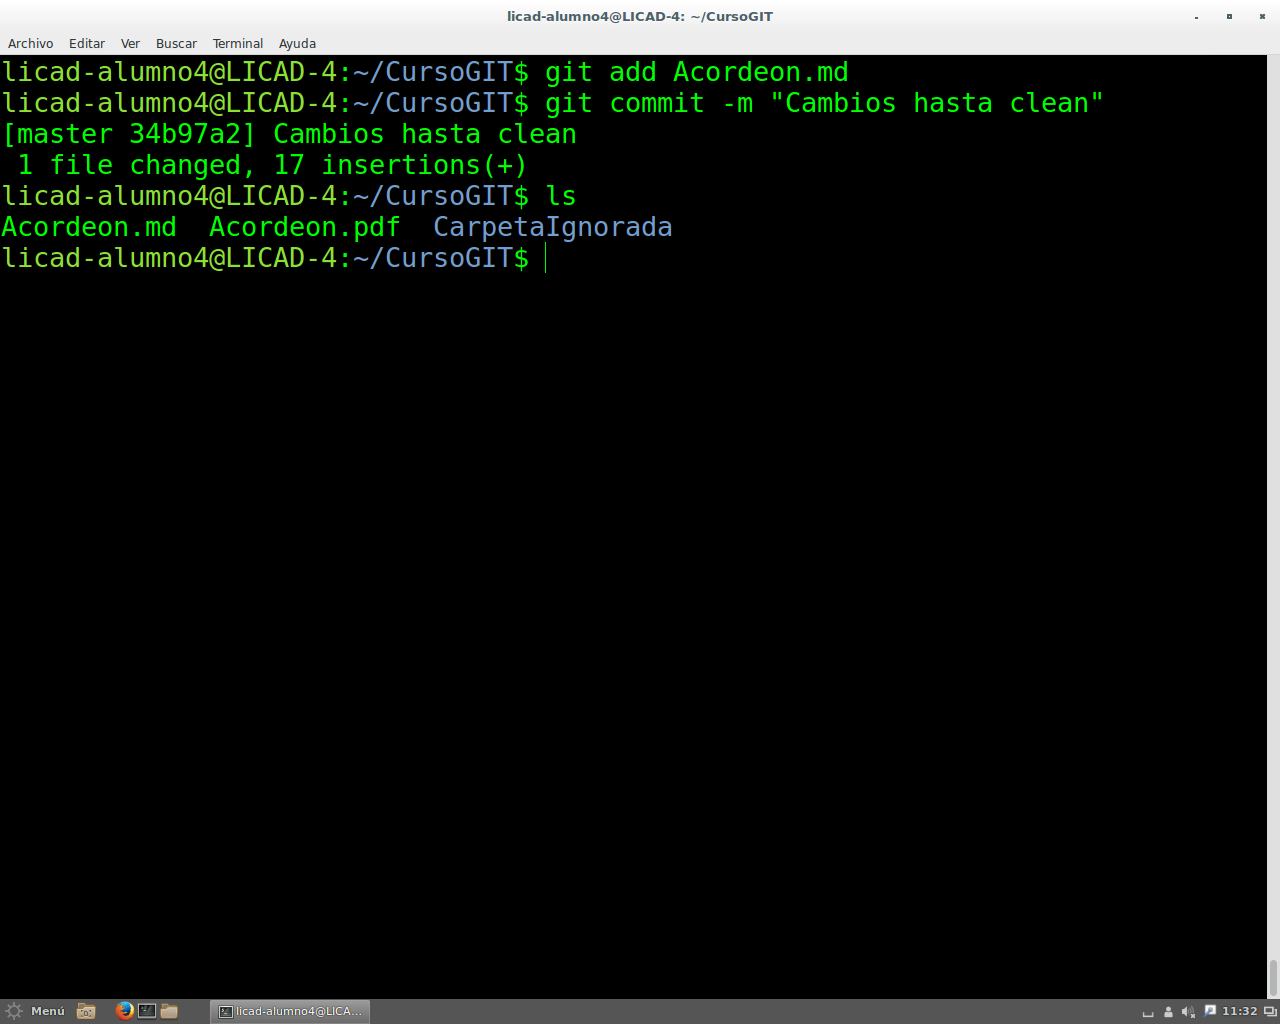 licad-alumno4@LICAD-4: ~/CursoGIT
Archivo Editar Ver Buscar Terminal Ayuda
licad-alumno4@LICAD-4:~/CursoGIT$ git add Acordeon.md
licad-alumno4@LICAD-4:~/CursoGIT$ git commit -m "Cambios hasta clean"
[master 34b97a2] Cambios hasta clean
 1 file changed, 17 insertions(+)
licad-alumno4@LICAD-4:~/CursoGIT$ ls
Acordeon.md  Acordeon.pdf  CarpetaIgnorada
licad-alumno4@LICAD-4:~/CursoGIT$
Menú licad-alumno4@LICA... 11:32